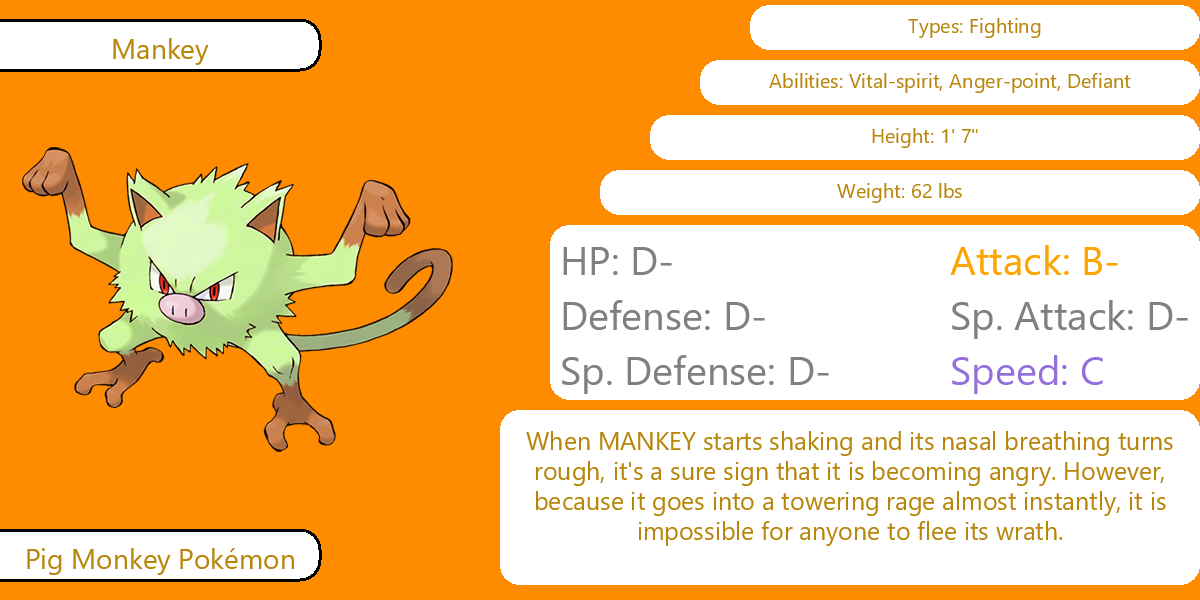 Mankey
Types: Fighting
Abilities: Vital-spirit, Anger-point, Defiant
Height: 1' 7"
Weight: 62 lbs
HP: D-
Attack: B-
Defense: D-
Sp. Attack: D-
Sp. Defense: D-
Speed: C
When MANKEY starts shaking and its nasal breathing turns
rough, it's a sure sign that it is becoming angry. However,
because it goes into a towering rage almost instantly, it is
impossible for anyone to flee its wrath.
Pig Monkey Pokémon